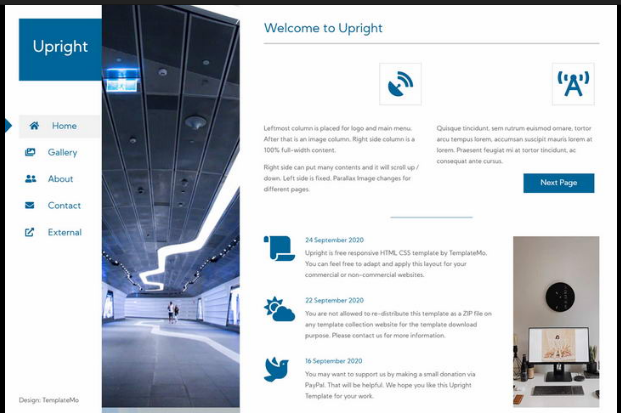 Upright
Home
Gallery
About
Contact
External
Design: TemplateMo
Welcome to Upright
Leftmost column is placed for logo and main menu.
After that is an image column. Right side column is a
100% full-width content.
Right side can put many contents and it will scroll up /
down. Left side is fixed. Parallax Image changes for
different pages.
Quisque tincidunt, sem rutrum euismod ornare, tortor
arcu tempus lorem, accumsan suscipit mauris lorem at
lorem. Praesent feugiat mi at tortor tincidunt, ac
consequat ante cursus.
Next Page
24 September 2020
Upright is free responsive HTML CSS template by TemplateMo.
You can feel free to adapt and apply this layout for your
commercial or non-commercial websites.
22 September 2020
You are not allowed to re-distribute this template as a ZIP file on
any template collection website for the template download
purpose. Please contact us for more information.
16 September 2020
You may want to support us by making a small donation via
PayPal. That will be helpful. We hope you like this Upright
Template for your work.